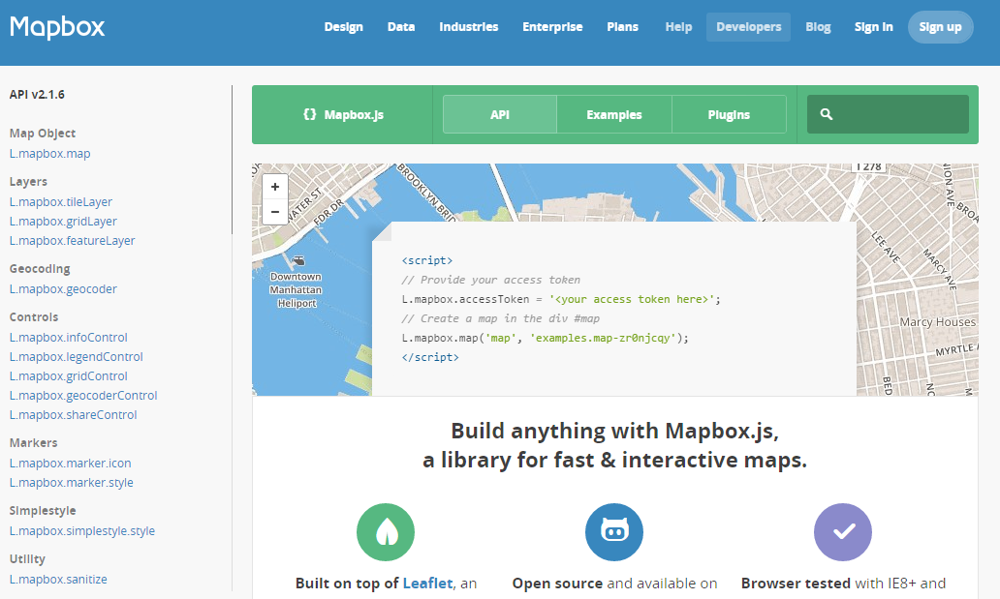 Mapbox
Design Data Industries Enterprise Plans Help Developers Blog Sign in Sign up
API v2.1.6
Map Object
L.mapbox.map
Layers
L.mapbox.tileLayer
L.mapbox.gridLayer
L.mapbox.featureLayer
Geocoding
L.mapbox.geocoder
Controls
L.mapbox.infoControl
L.mapbox.legendControl
L.mapbox.gridControl
L.mapbox.geocoderControl
L.mapbox.shareControl
Markers
L.mapbox.marker.icon
L.mapbox.marker.style
Simplestyle
L.mapbox.simplestyle.style
Utility
L.mapbox.sanitize
{} Mapbox.js API Examples Plugins
+
−
WATER ST
FDR DR
BROOKLYN BRID
I 278
NION AVE
BROA
LEE AVE
MARCY AVE
Downtown
Manhattan
Heliport
Marcy Houses
MYRTLE A
BED
<script>
// Provide your access token
L.mapbox.accessToken = '<your access token here>';
// Create a map in the div #map
L.mapbox.map('map', 'examples.map-zr0njcqy');
</script>
Build anything with Mapbox.js,
a library for fast & interactive maps.
Built on top of Leaflet, an
Open source and available on
Browser tested with IE8+ and